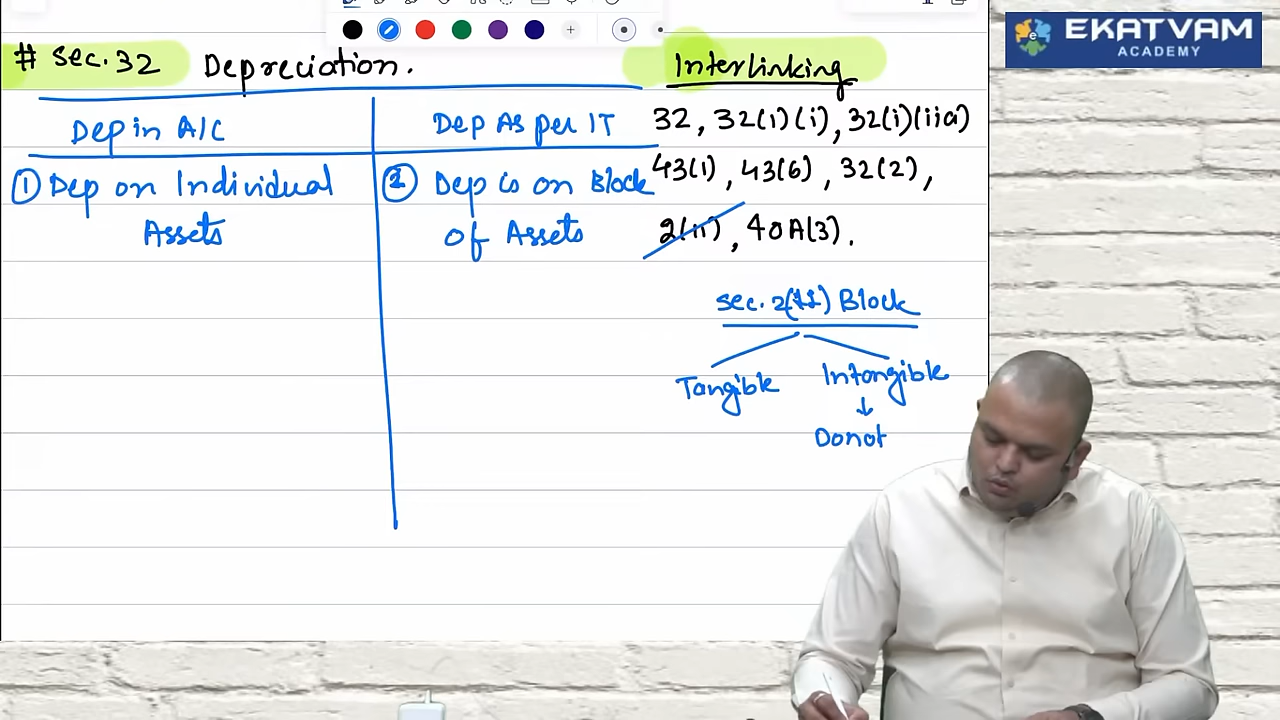 EKATVAM
ACADEMY
# Sec.32 Depreciation.
Interlinking
32, 32(1)(i), 32(i)(iia)
43(1), 43(6), 32(2),
2(11), 40A(3).
Dep in A/C
Dep As per IT
① Dep on Individual
Assets
② Dep is on Block
of Assets
Sec. 2(11) Block
Tangible
Intangible
↓
Donot